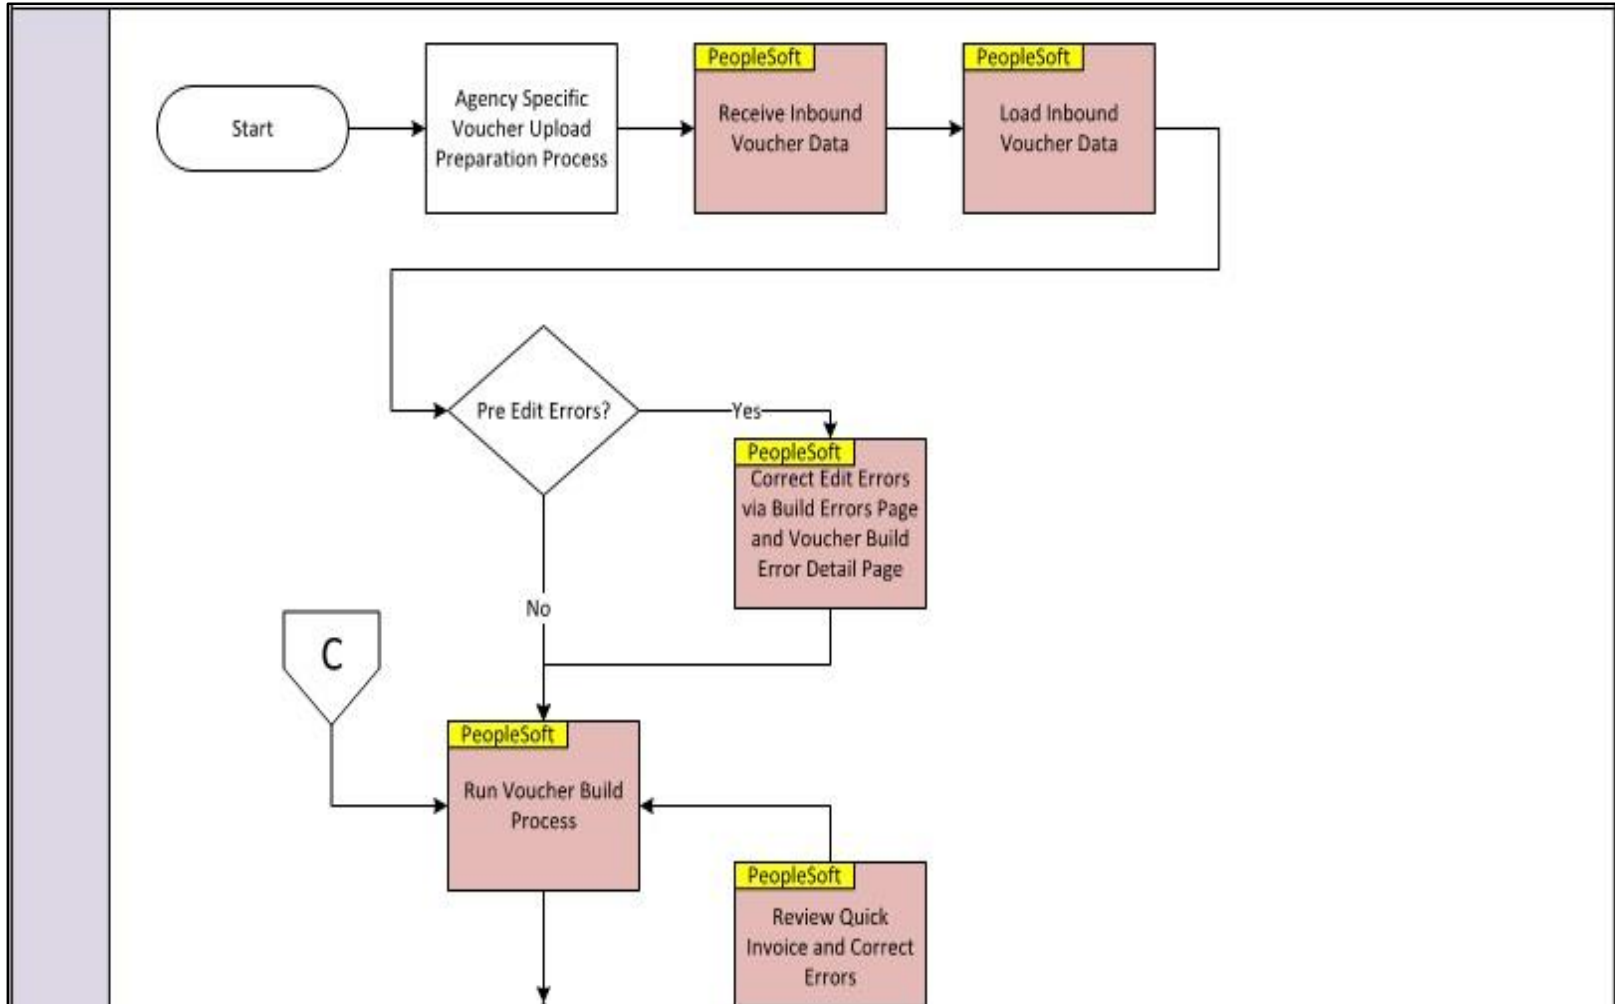 Start
Agency Specific
Voucher Upload
Preparation Process
PeopleSoft
Receive Inbound
Voucher Data
PeopleSoft
Load Inbound
Voucher Data
Pre Edit Errors?
Yes
PeopleSoft
Correct Edit Errors
via Build Errors Page
and Voucher Build
Error Detail Page
No
C
PeopleSoft
Run Voucher Build
Process
PeopleSoft
Review Quick
Invoice and Correct
Errors